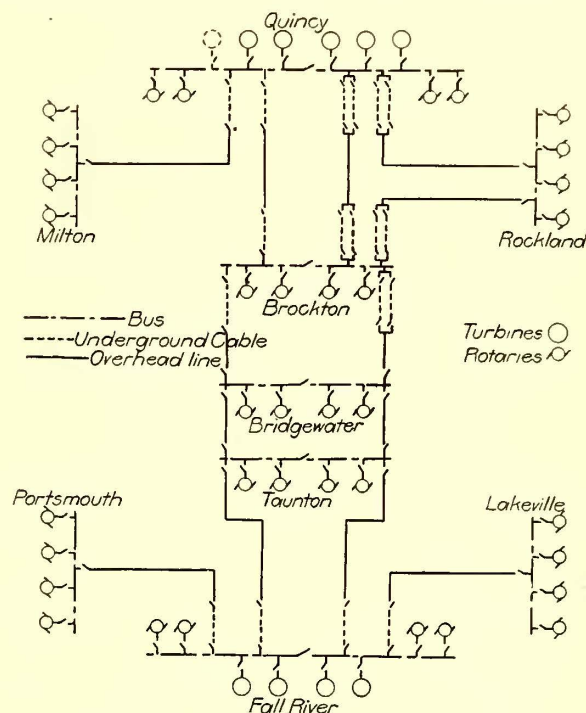 Quincy
Milton
Rockland
Brockton
Bus
Underground Cable
Overhead line
Turbines
Rotaries
Bridgewater
Taunton
Portsmouth
Lakeville
Fall River